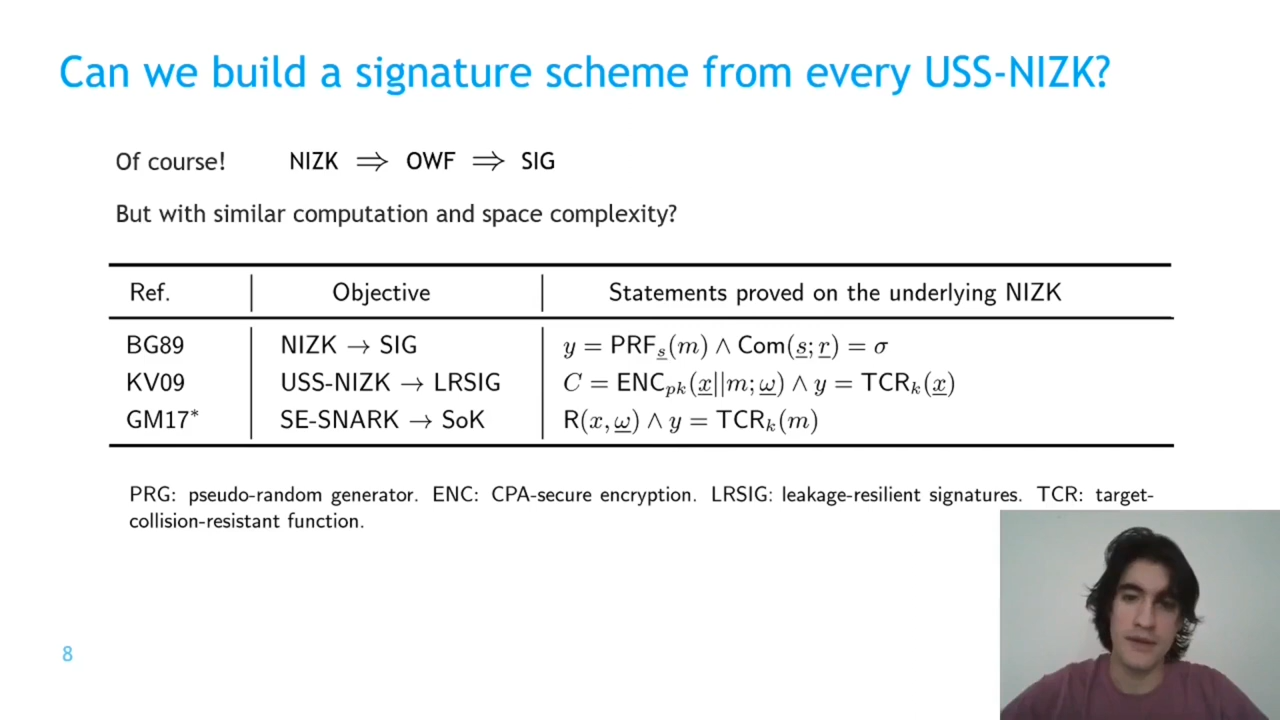 Can we build a signature scheme from every USS-NIZK?
Of course! NIZK ⟹ OWF ⟹ SIG
But with similar computation and space complexity?
Ref. Objective Statements proved on the underlying NIZK
BG89 NIZK → SIG y = PRF_s(m) ∧ Com(s; r) = σ
KV09 USS-NIZK → LRSIG C = ENC_pk(x||m; ω) ∧ y = TCR_k(x)
GM17* SE-SNARK → SoK R(x, ω) ∧ y = TCR_k(m)
PRG: pseudo-random generator. ENC: CPA-secure encryption. LRSIG: leakage-resilient signatures. TCR: target-
collision-resistant function.
8